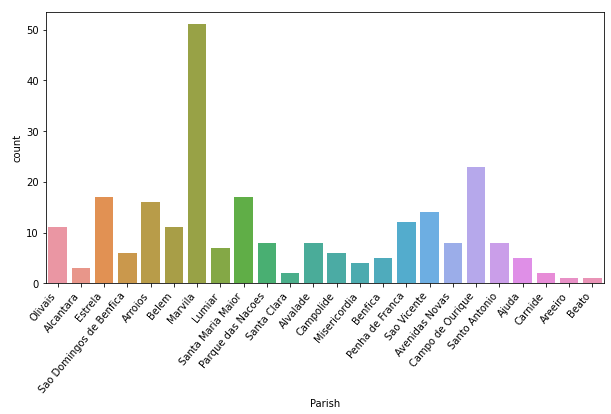 50
40
30
20
10
0
count
Olivais
Alcantara
Estrela
Sao Domingos de Benfica
Arroios
Belem
Marvila
Lumiar
Santa Maria Maior
Parque das Nacoes
Santa Clara
Alvalade
Campolide
Misericordia
Benfica
Penha de Franca
Sao Vicente
Avenidas Novas
Campo de Ourique
Santo Antonio
Ajuda
Carnide
Areeiro
Beato
Parish